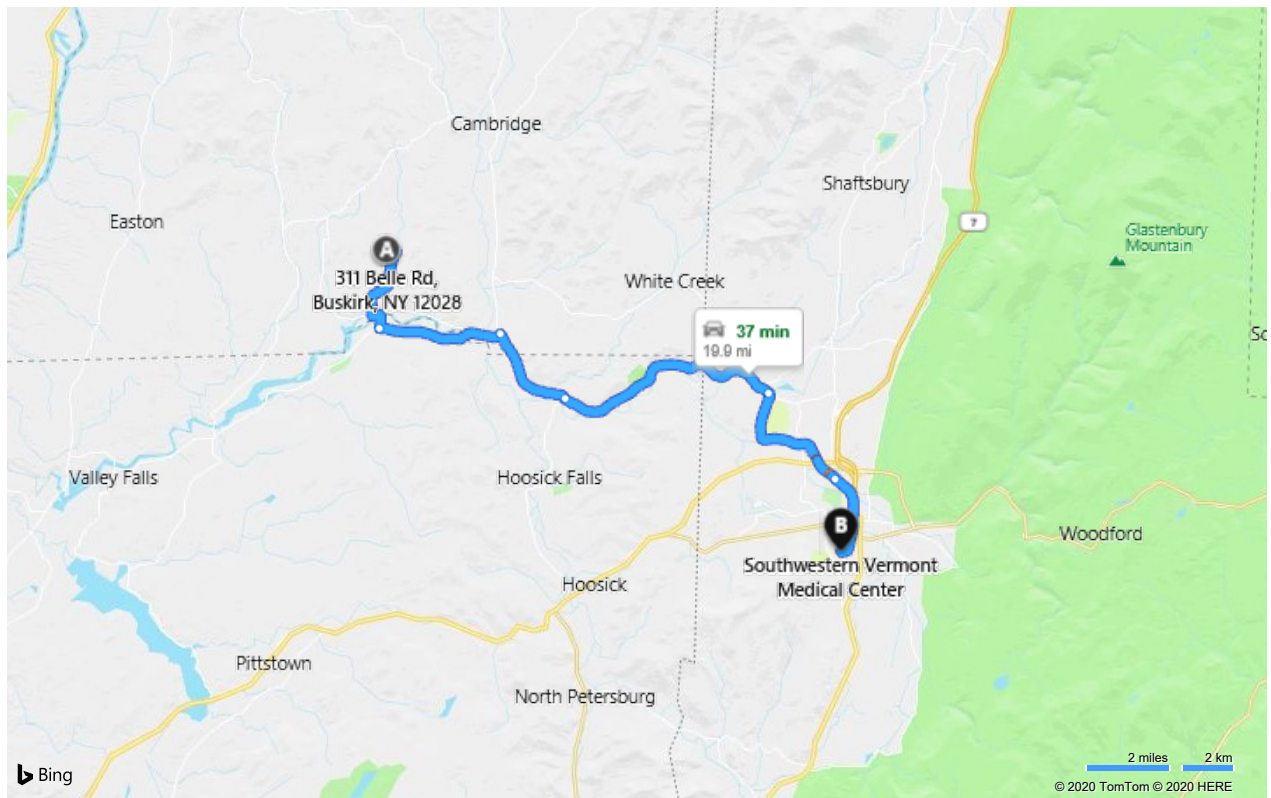 Cambridge
Shaftsbury
Easton
7
Glastenbury
Mountain
A
311 Belle Rd,
Buskirk, NY 12028
White Creek
37 min
19.9 mi
Valley Falls
Hoosick Falls
B
Woodford
Southwestern Vermont
Medical Center
Hoosick
Pittstown
North Petersburg
2 miles
2 km
Bing
© 2020 TomTom © 2020 HERE